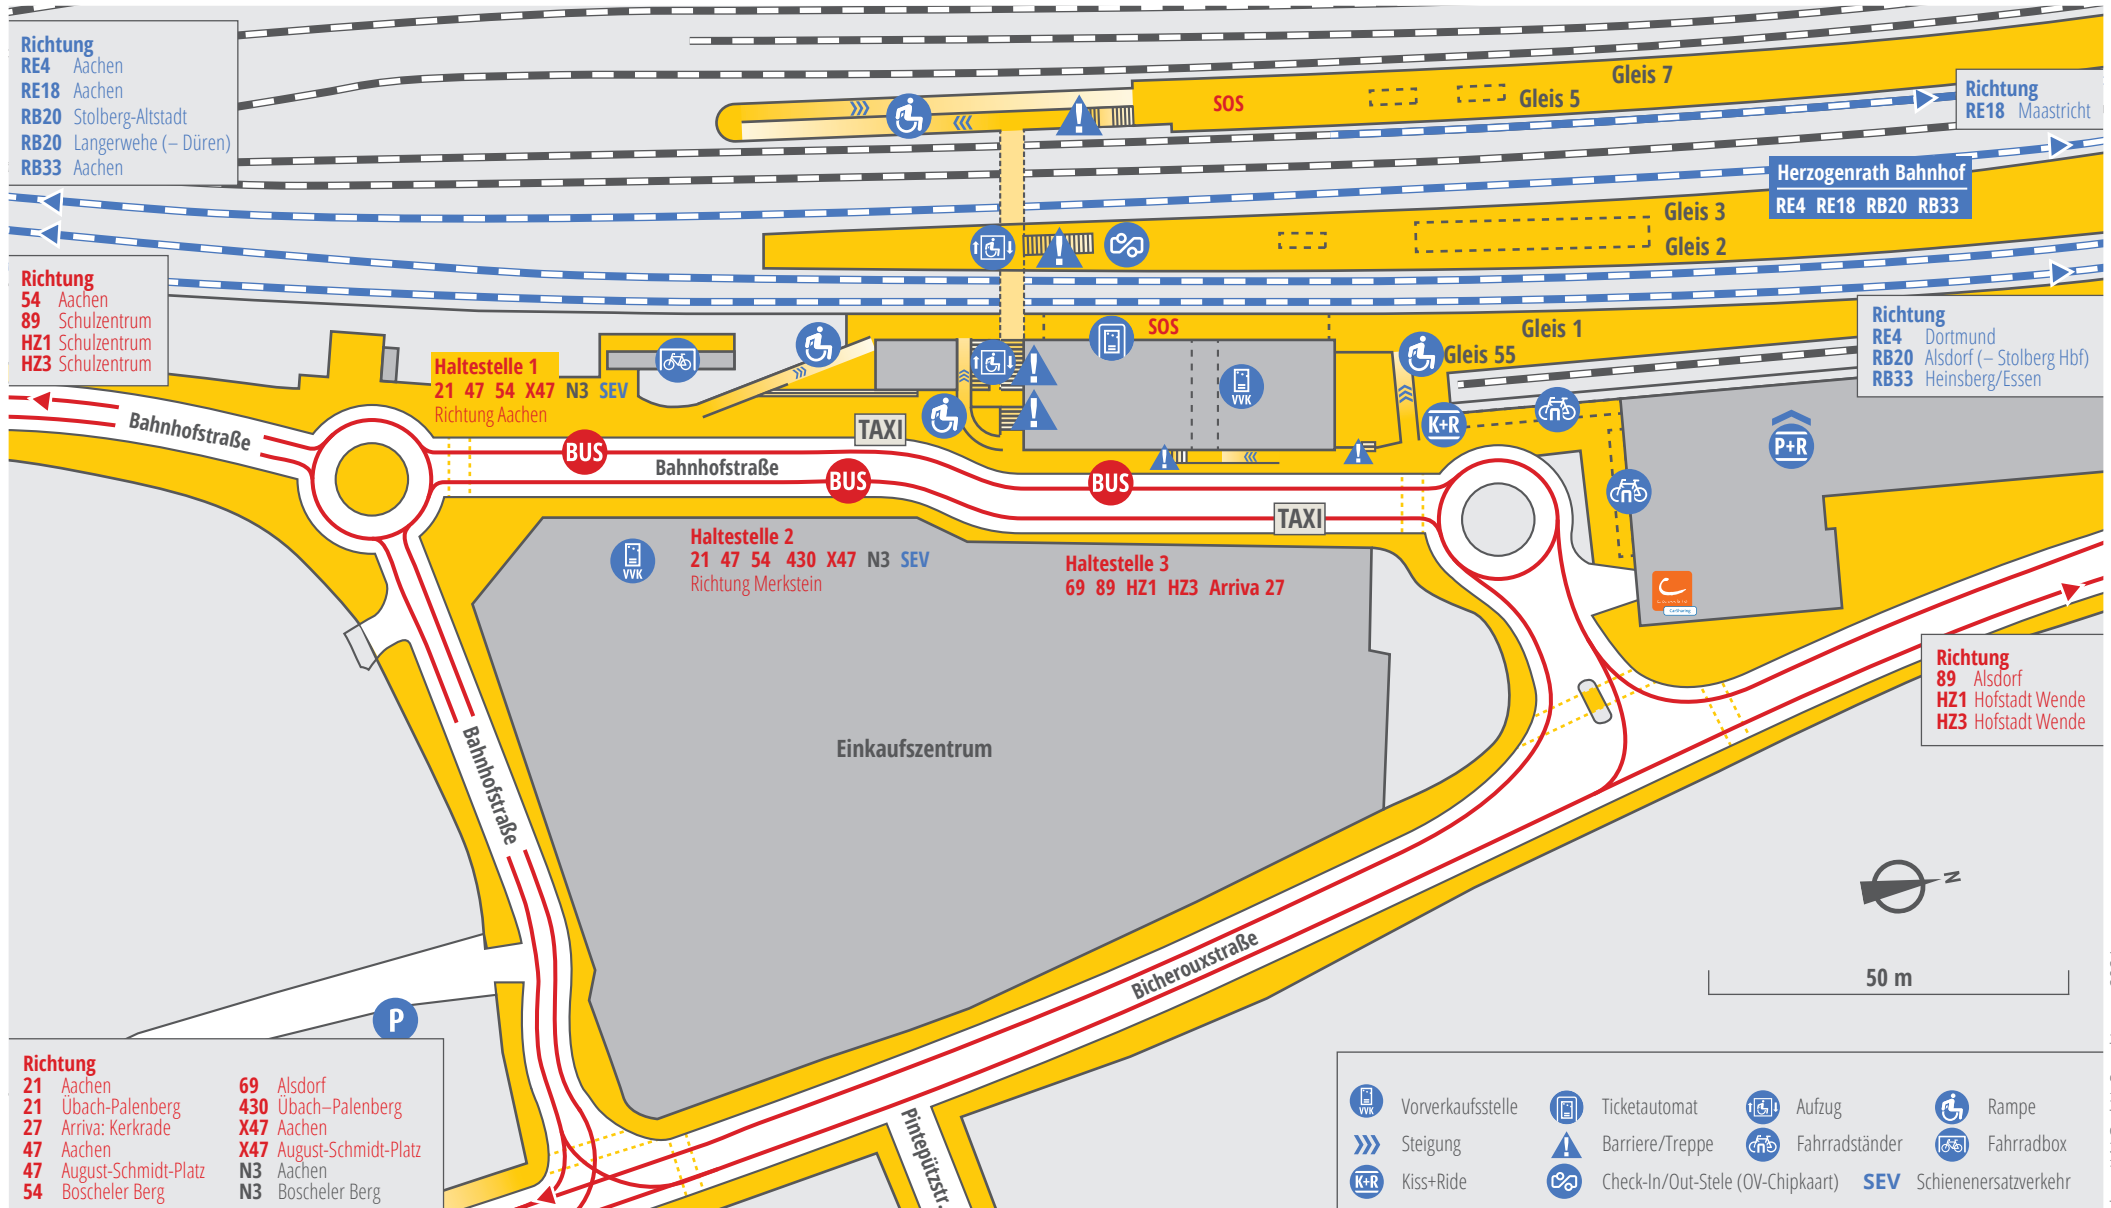 Richtung
RE4 Aachen
RE18 Aachen
RB20 Stolberg-Altstadt
RB20 Langerwehe (– Düren)
RB33 Aachen
Gleis 7
Gleis 5
SOS
Richtung
RE18 Maastricht
Herzogenrath Bahnhof
RE4 RE18 RB20 RB33
Gleis 3
Gleis 2
Richtung
54 Aachen
89 Schulzentrum
HZ1 Schulzentrum
HZ3 Schulzentrum
SOS
Gleis 1
Gleis 55
Richtung
RE4 Dortmund
RB20 Alsdorf (– Stolberg Hbf)
RB33 Heinsberg/Essen
Haltestelle 1
21 47 54 X47 N3 SEV
Richtung Aachen
VVK
TAXI
K+R
P+R
Bahnhofstraße
BUS
Bahnhofstraße
BUS
BUS
TAXI
VVK
Haltestelle 2
21 47 54 430 X47 N3 SEV
Richtung Merkstein
Haltestelle 3
69 89 HZ1 HZ3 Arriva 27
Richtung
89 Alsdorf
HZ1 Hofstadt Wende
HZ3 Hofstadt Wende
Einkaufszentrum
Bahnhofstraße
N
50 m
Bicherouxstraße
P
Pintepützstr.
Richtung
21 Aachen
21 Übach-Palenberg
27 Arriva: Kerkrade
47 Aachen
47 August-Schmidt-Platz
54 Boscheler Berg
69 Alsdorf
430 Übach–Palenberg
X47 Aachen
X47 August-Schmidt-Platz
N3 Aachen
N3 Boscheler Berg
VVK Vorverkaufsstelle
Ticketautomat
Aufzug
Rampe
Steigung
Barriere/Treppe
Fahrradständer
Fahrradbox
K+R Kiss+Ride
Check-In/Out-Stele (OV-Chipkaart)
SEV Schienenersatzverkehr